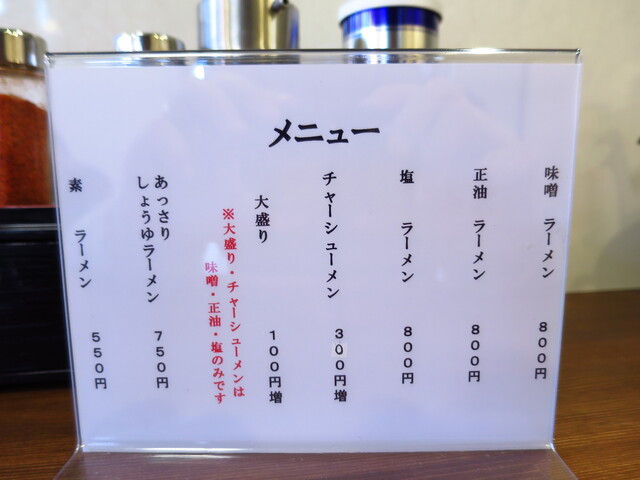 メニュー
味噌 ラーメン 800円
正油 ラーメン 800円
塩 ラーメン 800円
チャーシューメン 300円増
大盛り 100円増
※大盛り・チャーシューメンは
味噌・正油・塩のみです
あっさり
しょうゆラーメン 750円
素 ラーメン 550円